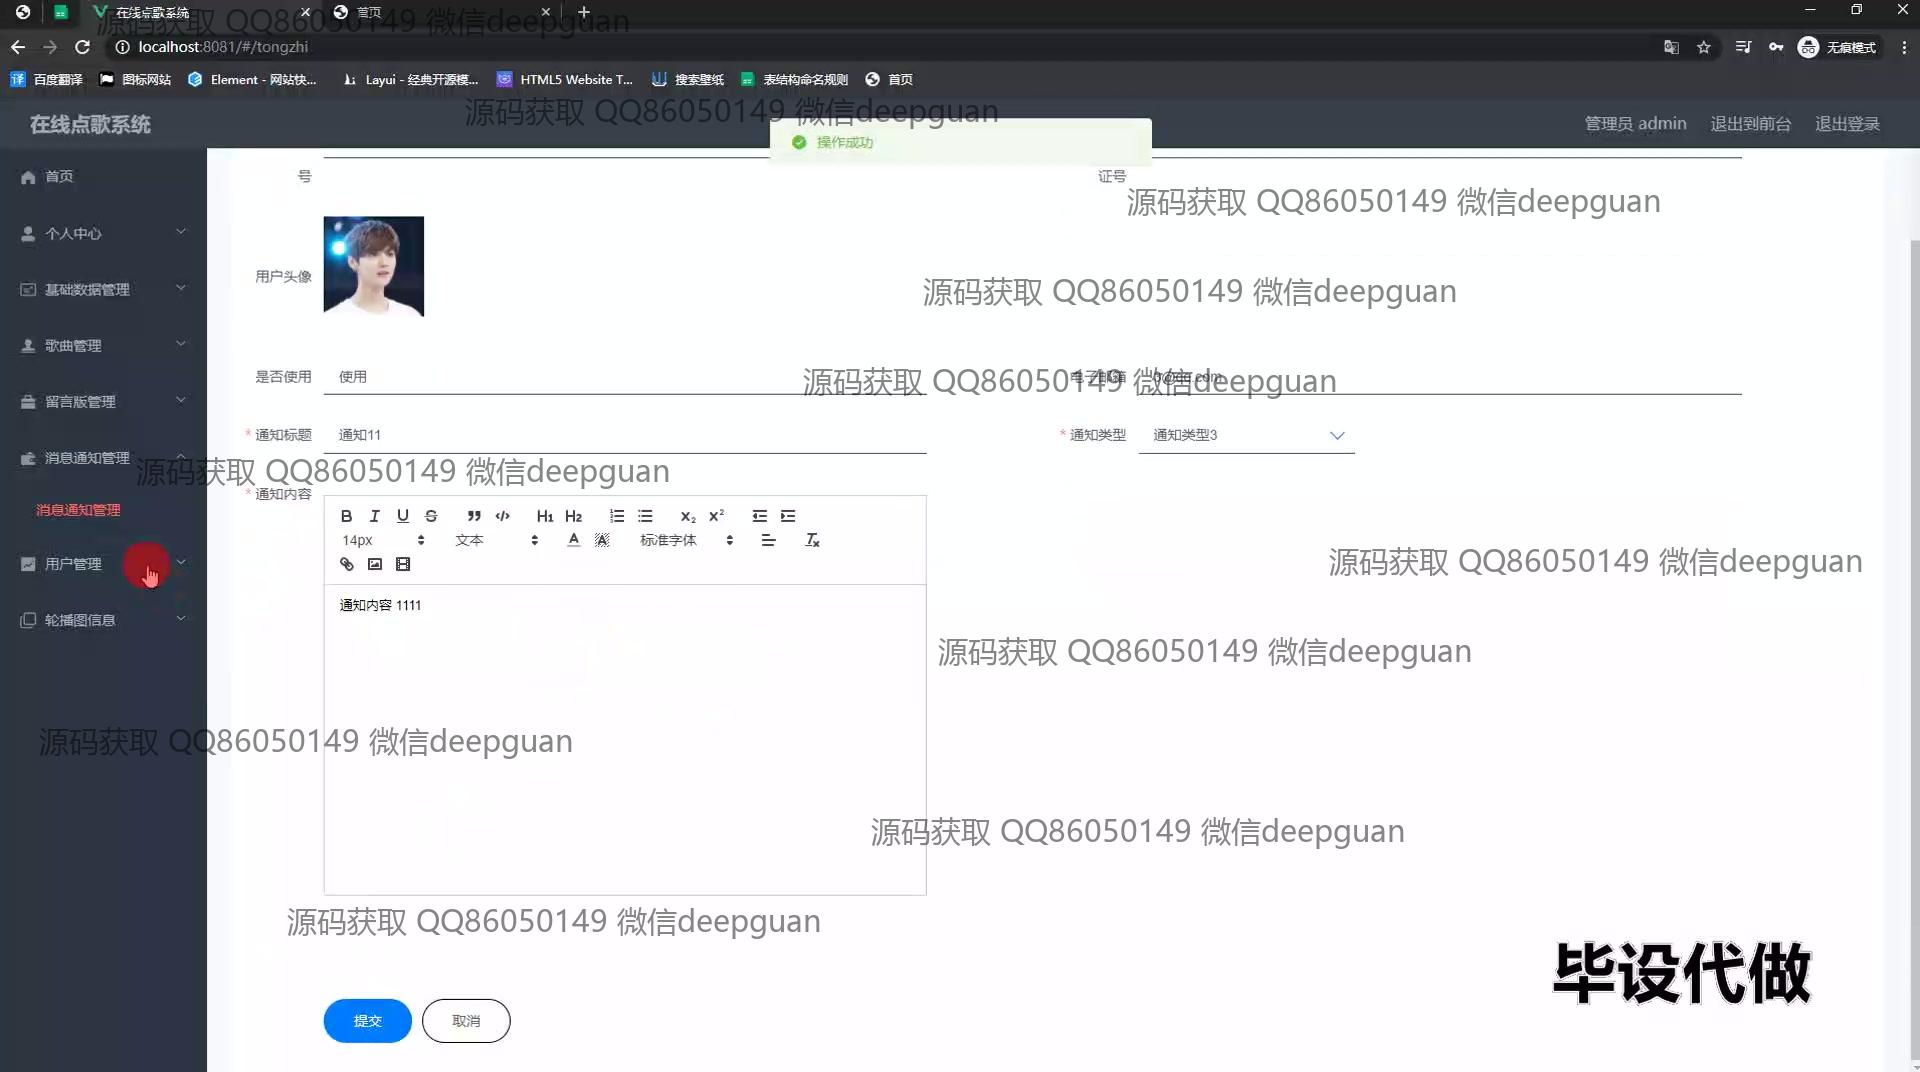 在线点歌系统
首页
源码获取 QQ86050149 微信deepguan
localhost:8081/#/tongzhi
无痕模式
百度翻译
图标网站
Element - 网站快...
Layui - 经典开源模...
HTML5 Website T...
搜索壁纸
表结构命名规则
首页
源码获取 QQ86050149 微信deepguan
在线点歌系统
操作成功
管理员 admin
退出到前台
退出登录
首页
号
证号
源码获取 QQ86050149 微信deepguan
个人中心
用户头像
基础数据管理
源码获取 QQ86050149 微信deepguan
歌曲管理
是否使用
使用
电子邮箱
源码获取 QQ86050149 微信deepguan
留言版管理
* 通知标题
通知11
* 通知类型
通知类型3
消息通知管理
源码获取 QQ86050149 微信deepguan
* 通知内容
消息通知管理
B I U S
H1 H2
X2 X2
14px
文本
A A
标准字体
用户管理
源码获取 QQ86050149 微信deepguan
通知内容 1111
轮播图信息
源码获取 QQ86050149 微信deepguan
源码获取 QQ86050149 微信deepguan
源码获取 QQ86050149 微信deepguan
源码获取 QQ86050149 微信deepguan
毕设代做
提交
取消